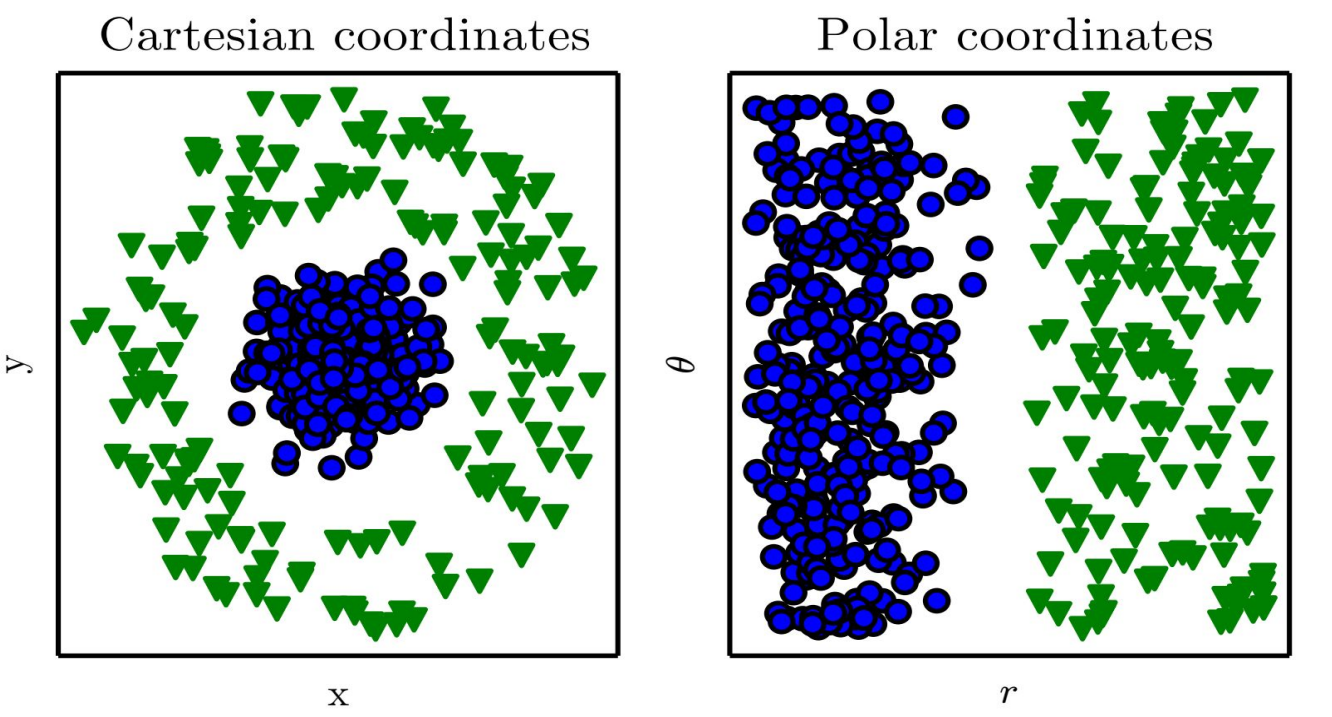 Cartesian coordinates
Polar coordinates
y
θ
x
r